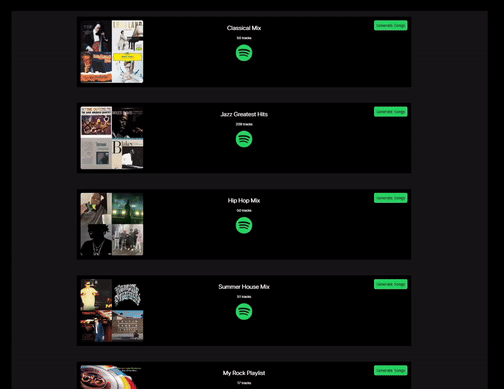 Classical Mix
Generate Songs
50 tracks
Jazz Greatest Hits
Generate Songs
209 tracks
Hip Hop Mix
Generate Songs
50 tracks
Summer House Mix
Generate Songs
51 tracks
My Rock Playlist
Generate Songs
17 tracks